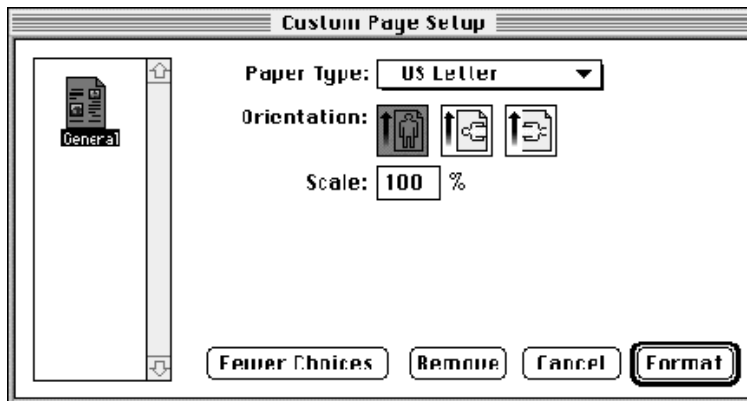 Custom Page Setup
General
Paper Type: US Letter
Orientation:
Scale: 100 %
Fewer Choices Remove Cancel Format